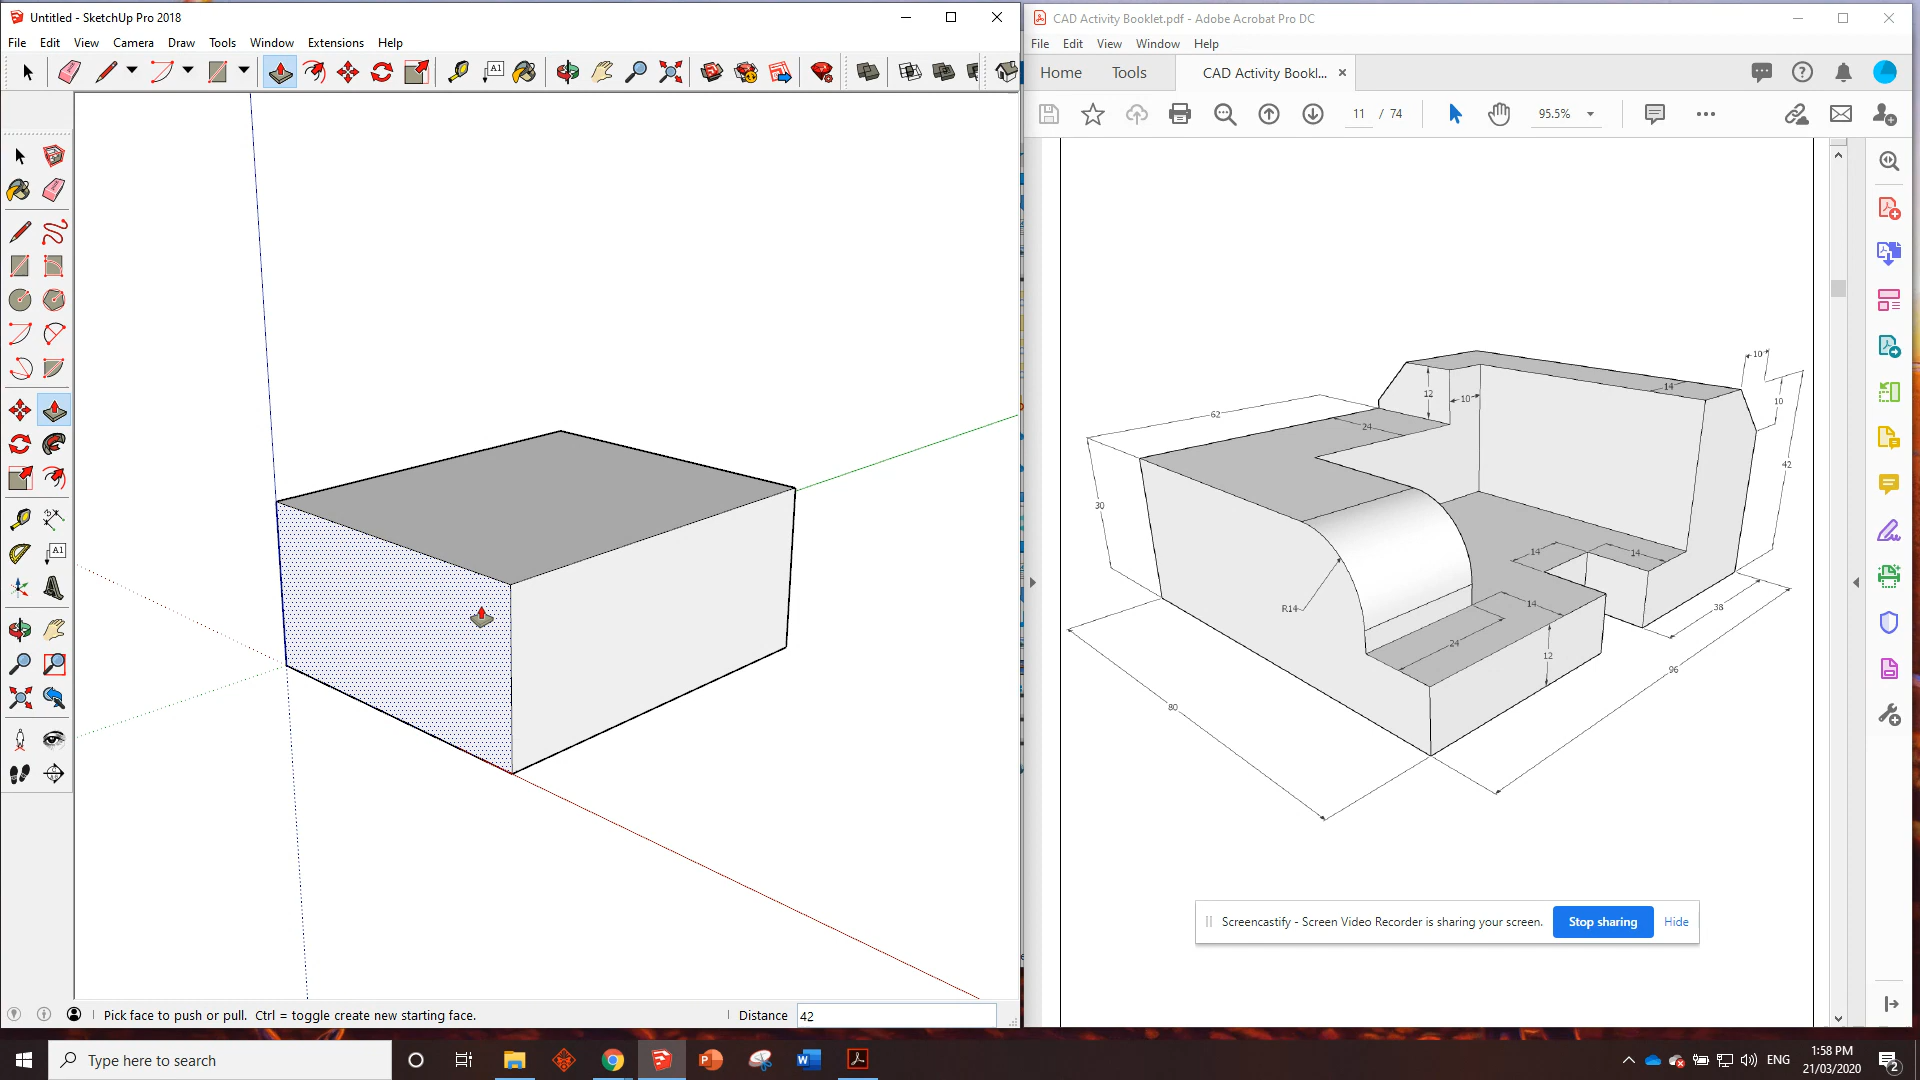 Untitled - SketchUp Pro 2018
File Edit View Camera Draw Tools Window Extensions Help
A1
A1
Pick face to push or pull. Ctrl = toggle create new starting face.
Distance 42
CAD Activity Booklet.pdf - Adobe Acrobat Pro DC
File Edit View Window Help
Home Tools CAD Activity Bookl... ×
11 / 74
95.5%
10
14
12
10
10
62
24
42
30
14
14
R14
14
38
24
12
96
80
Screencastify - Screen Video Recorder is sharing your screen. Stop sharing Hide
Type here to search
ENG
1:58 PM
21/03/2020
2